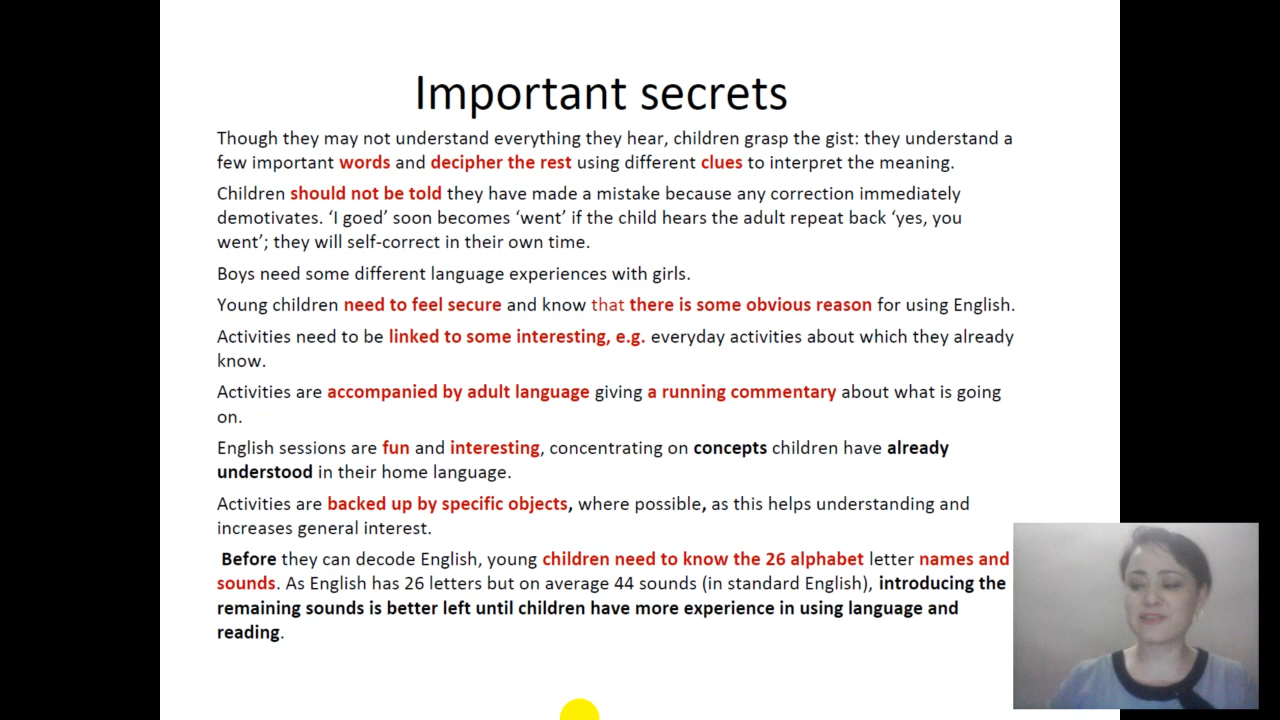 Important secrets
Though they may not understand everything they hear, children grasp the gist: they understand a
few important words and decipher the rest using different clues to interpret the meaning.
Children should not be told they have made a mistake because any correction immediately
demotivates. ‘I goed’ soon becomes ‘went’ if the child hears the adult repeat back ‘yes, you
went’; they will self-correct in their own time.
Boys need some different language experiences with girls.
Young children need to feel secure and know that there is some obvious reason for using English.
Activities need to be linked to some interesting, e.g. everyday activities about which they already
know.
Activities are accompanied by adult language giving a running commentary about what is going
on.
English sessions are fun and interesting, concentrating on concepts children have already
understood in their home language.
Activities are backed up by specific objects, where possible, as this helps understanding and
increases general interest.
Before they can decode English, young children need to know the 26 alphabet letter names and
sounds. As English has 26 letters but on average 44 sounds (in standard English), introducing the
remaining sounds is better left until children have more experience in using language and
reading.